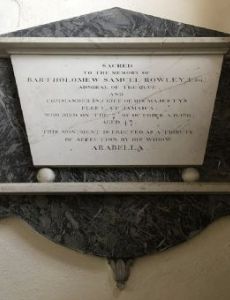 SACRED
TO THE MEMORY OF
BARTHOLOMEW SAMUEL ROWLEY Esq.
ADMIRAL OF THE BLUE
AND
COMMANDER IN CHIEF OF HIS MAJESTY'S
FLEET, AT JAMAICA:
WHO DIED ON THE 7th OF OCTOBER
AGED 47.
THIS MONUMENT IS ERECTED AS A TRIBUTE
OF AFFECTION BY HIS WIDOW
ARABELLA